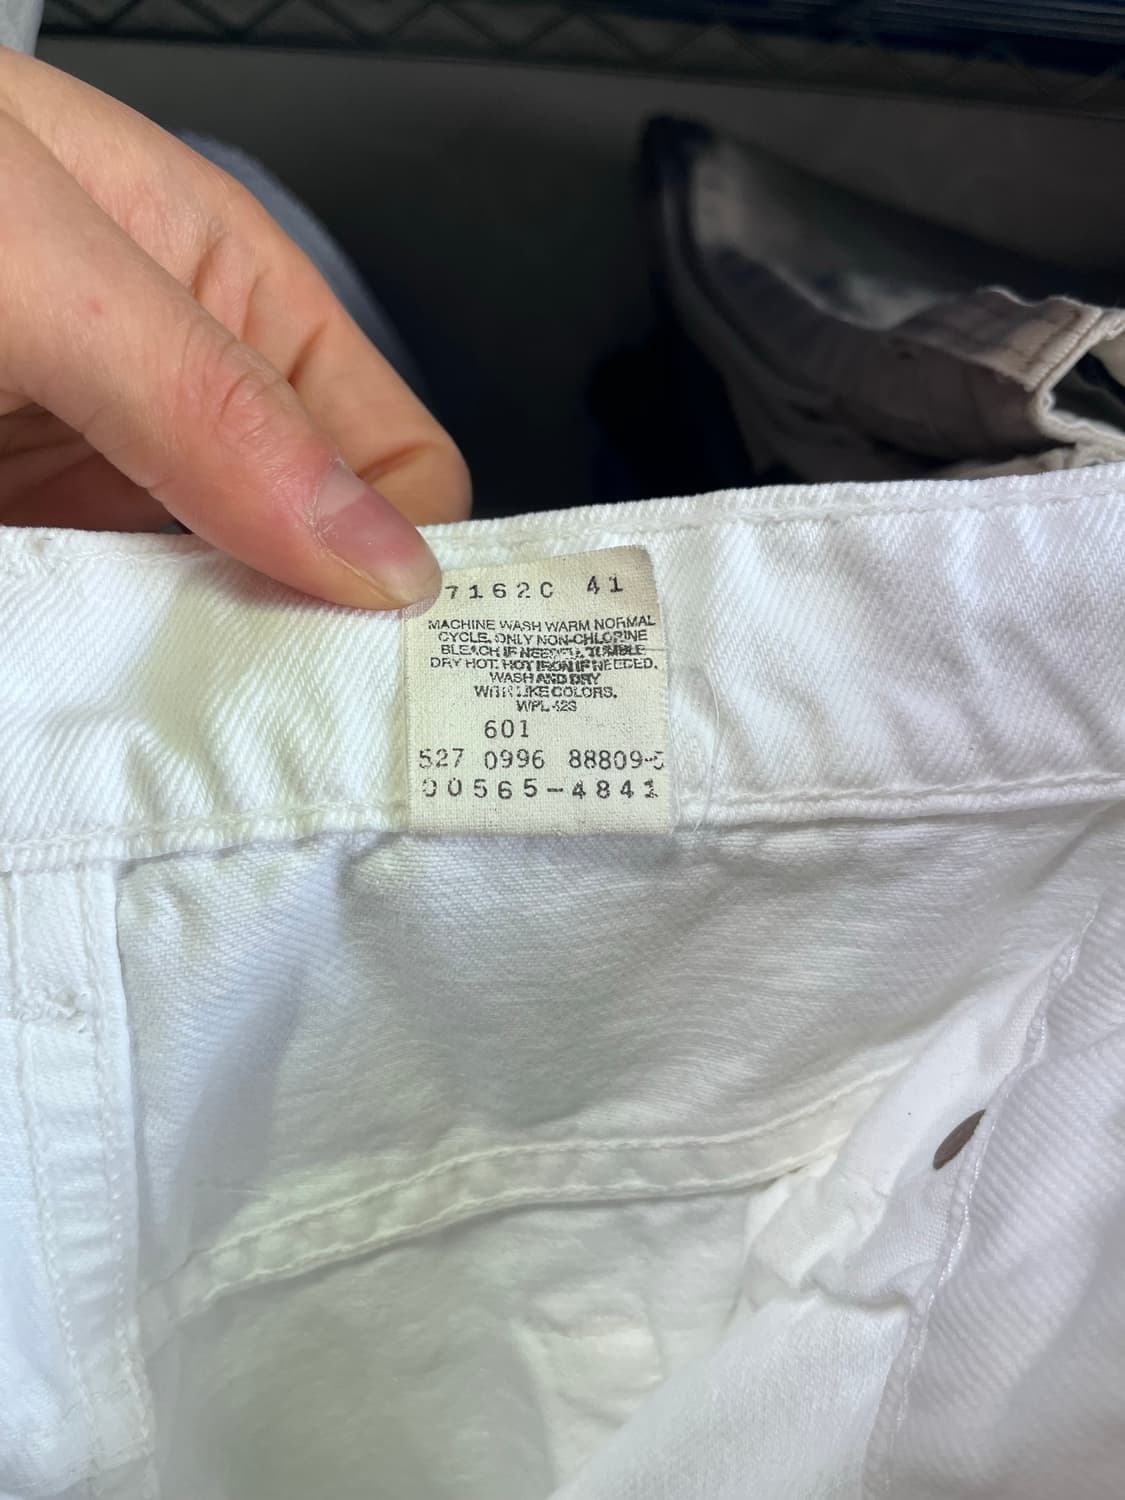 7162C 41
MACHINE WASH WARM NORMAL
CYCLE. ONLY NON-CHLORINE
BLEACH IF NEEDED. TUMBLE
DRY HOT. HOT IRON IF NEEDED.
WASH AND DRY
WITH LIKE COLORS.
WPL 423
601
527 0996 88809-5
00565-4841